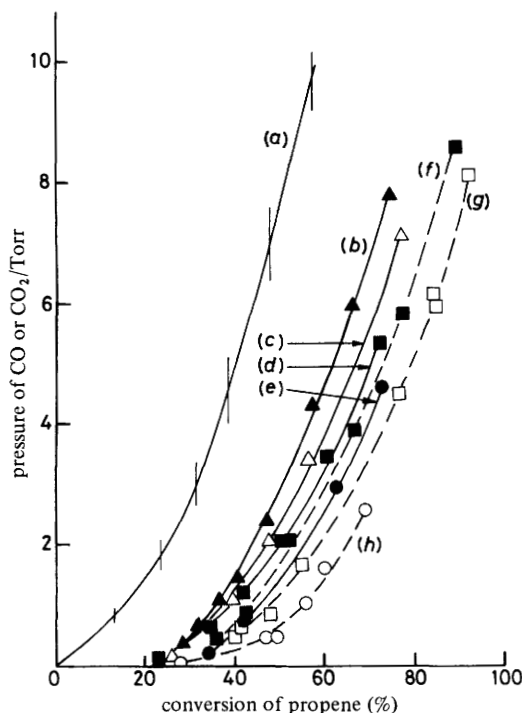 10
8
6
4
2
0
20
40
60
80
100
pressure of CO or CO₂/Torr
conversion of propene (%)
(a)
(b)
(c)
(d)
(e)
(f)
(g)
(h)